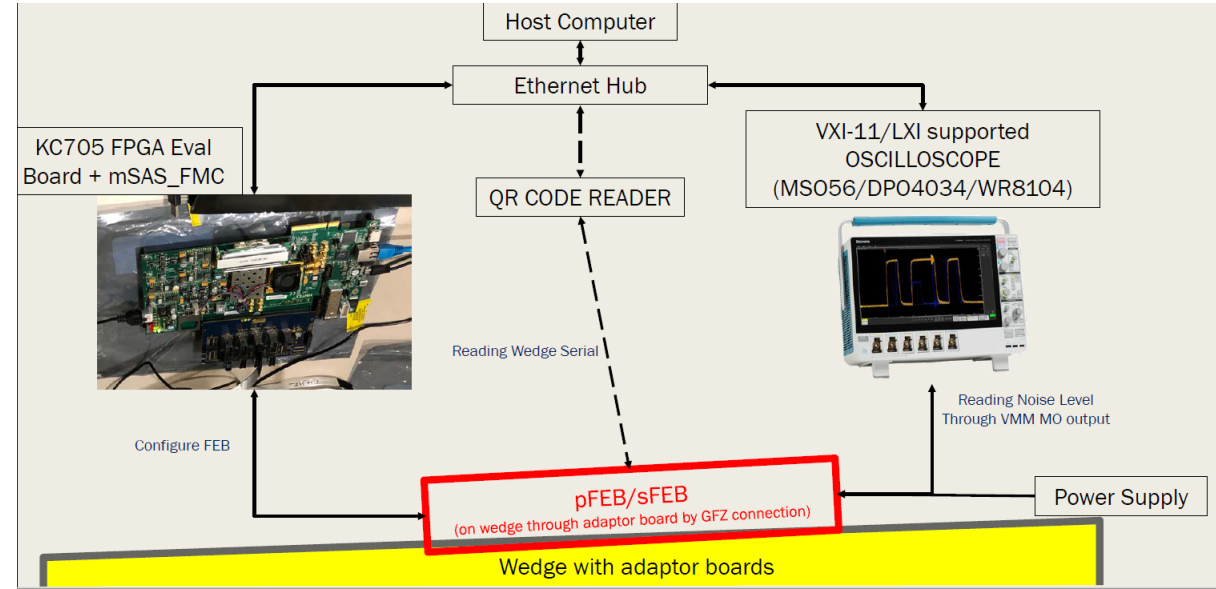 Host Computer
Ethernet Hub
KC705 FPGA Eval
Board + mSAS_FMC
VXI-11/LXI supported
OSCILLOSCOPE
(MSO56/DPO4034/WR8104)
QR CODE READER
Reading Wedge Serial
Reading Noise Level
Through VMM MO output
Configure FEB
pFEB/sFEB
(on wedge through adaptor board by GFZ connection)
Power Supply
Wedge with adaptor boards